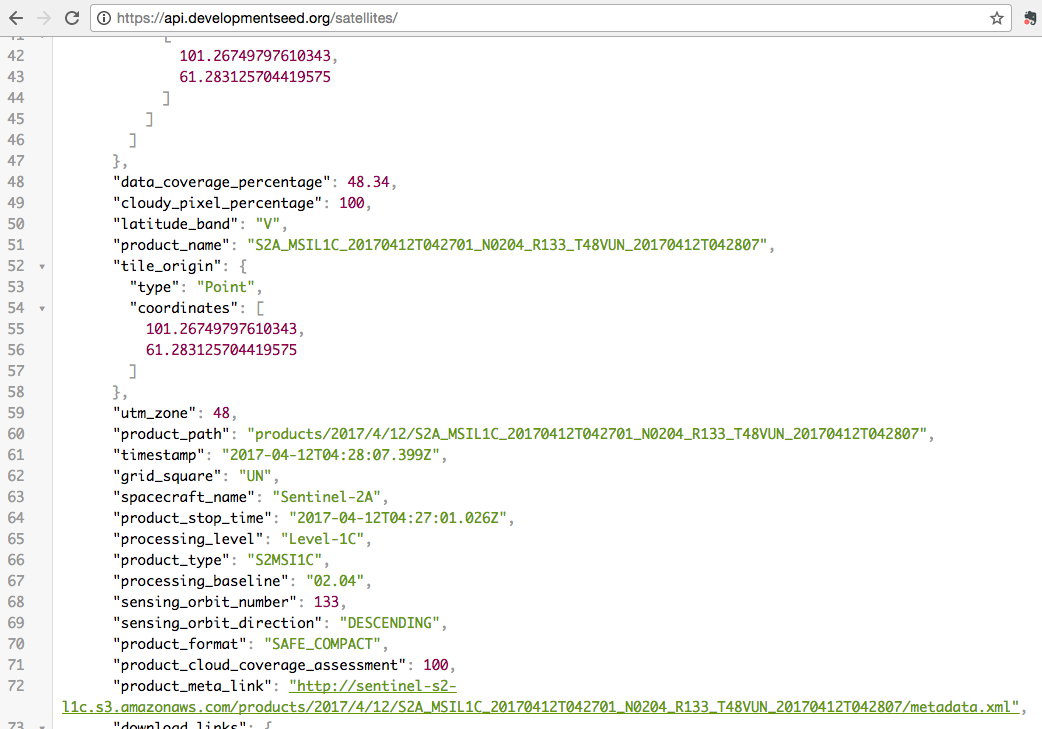 https://api.developmentseed.org/satellites/
41 [
42 101.26749797610343,
43 61.283125704419575
44 ]
45 ]
46 ]
47 },
48 "data_coverage_percentage": 48.34,
49 "cloudy_pixel_percentage": 100,
50 "latitude_band": "V",
51 "product_name": "S2A_MSIL1C_20170412T042701_N0204_R133_T48VUN_20170412T042807",
52 "tile_origin": {
53 "type": "Point",
54 "coordinates": [
55 101.26749797610343,
56 61.283125704419575
57 ]
58 },
59 "utm_zone": 48,
60 "product_path": "products/2017/4/12/S2A_MSIL1C_20170412T042701_N0204_R133_T48VUN_20170412T042807",
61 "timestamp": "2017-04-12T04:28:07.399Z",
62 "grid_square": "UN",
63 "spacecraft_name": "Sentinel-2A",
64 "product_stop_time": "2017-04-12T04:27:01.026Z",
65 "processing_level": "Level-1C",
66 "product_type": "S2MSI1C",
67 "processing_baseline": "02.04",
68 "sensing_orbit_number": 133,
69 "sensing_orbit_direction": "DESCENDING",
70 "product_format": "SAFE_COMPACT",
71 "product_cloud_coverage_assessment": 100,
72 "product_meta_link": "http://sentinel-s2-
l1c.s3.amazonaws.com/products/2017/4/12/S2A_MSIL1C_20170412T042701_N0204_R133_T48VUN_20170412T042807/metadata.xml",
73 "download_links": {